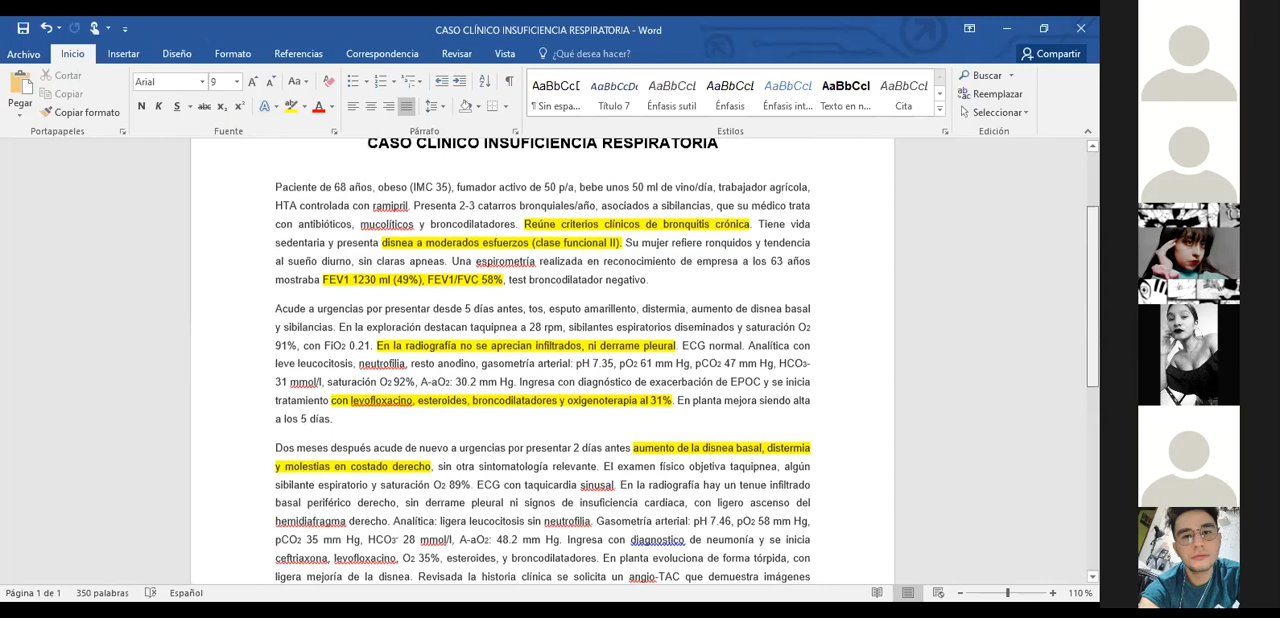 CASO CLÍNICO INSUFICIENCIA RESPIRATORIA - Word
Archivo Inicio Insertar Diseño Formato Referencias Correspondencia Revisar Vista ¿Qué desea hacer? Compartir
Pegar
Cortar
Copiar
Copiar formato
Portapapeles
Arial 9
N K S abc x₂ x²
Fuente
Párrafo
AaBbCcD AaBbCcDc AaBbCcI AaBbCcI AaBbCcI AaBbCcI AaBbCcI
¶ Sin espa... Título 7 Énfasis sutil Énfasis Énfasis int... Texto en n... Cita
Estilos
Buscar
Reemplazar
Seleccionar
Edición
CASO CLÍNICO INSUFICIENCIA RESPIRATORIA
Paciente de 68 años, obeso (IMC 35), fumador activo de 50 p/a, bebe unos 50 ml de vino/día, trabajador agrícola,
HTA controlada con ramipril. Presenta 2-3 catarros bronquiales/año, asociados a sibilancias, que su médico trata
con antibióticos, mucolíticos y broncodilatadores. Reúne criterios clínicos de bronquitis crónica. Tiene vida
sedentaria y presenta disnea a moderados esfuerzos (clase funcional II). Su mujer refiere ronquidos y tendencia
al sueño diurno, sin claras apneas. Una espirometría realizada en reconocimiento de empresa a los 63 años
mostraba FEV1 1230 ml (49%), FEV1/FVC 58%, test broncodilatador negativo.
Acude a urgencias por presentar desde 5 días antes, tos, esputo amarillento, distermia, aumento de disnea basal
y sibilancias. En la exploración destacan taquipnea a 28 rpm, sibilantes espiratorios diseminados y saturación O2
91%, con FiO2 0.21. En la radiografía no se aprecian infiltrados, ni derrame pleural. ECG normal. Analítica con
leve leucocitosis, neutrofilia, resto anodino, gasometría arterial: pH 7.35, pO2 61 mm Hg, pCO2 47 mm Hg, HCO3-
31 mmol/l, saturación O2 92%, A-aO2: 30.2 mm Hg. Ingresa con diagnóstico de exacerbación de EPOC y se inicia
tratamiento con levofloxacino, esteroides, broncodilatadores y oxigenoterapia al 31%. En planta mejora siendo alta
a los 5 días.
Dos meses después acude de nuevo a urgencias por presentar 2 días antes aumento de la disnea basal, distermia
y molestias en costado derecho, sin otra sintomatología relevante. El examen físico objetiva taquipnea, algún
sibilante espiratorio y saturación O2 89%. ECG con taquicardia sinusal. En la radiografía hay un tenue infiltrado
basal periférico derecho, sin derrame pleural ni signos de insuficiencia cardiaca, con ligero ascenso del
hemidiafragma derecho. Analítica: ligera leucocitosis sin neutrofilia. Gasometría arterial: pH 7.46, pO2 58 mm Hg,
pCO2 35 mm Hg, HCO3- 28 mmol/l, A-aO2: 48.2 mm Hg. Ingresa con diagnostico de neumonía y se inicia
ceftriaxona, levofloxacino, O2 35%, esteroides, y broncodilatadores. En planta evoluciona de forma tórpida, con
ligera mejoría de la disnea. Revisada la historia clínica se solicita un angio-TAC que demuestra imágenes
Página 1 de 1 350 palabras Español 110 %